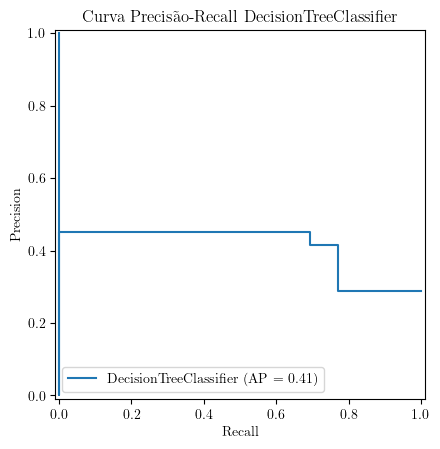 Curva Precisão-Recall DecisionTreeClassifier
1.0
0.8
0.6
0.4
0.2
0.0
Precision
DecisionTreeClassifier (AP = 0.41)
0.0 0.2 0.4 0.6 0.8 1.0
Recall